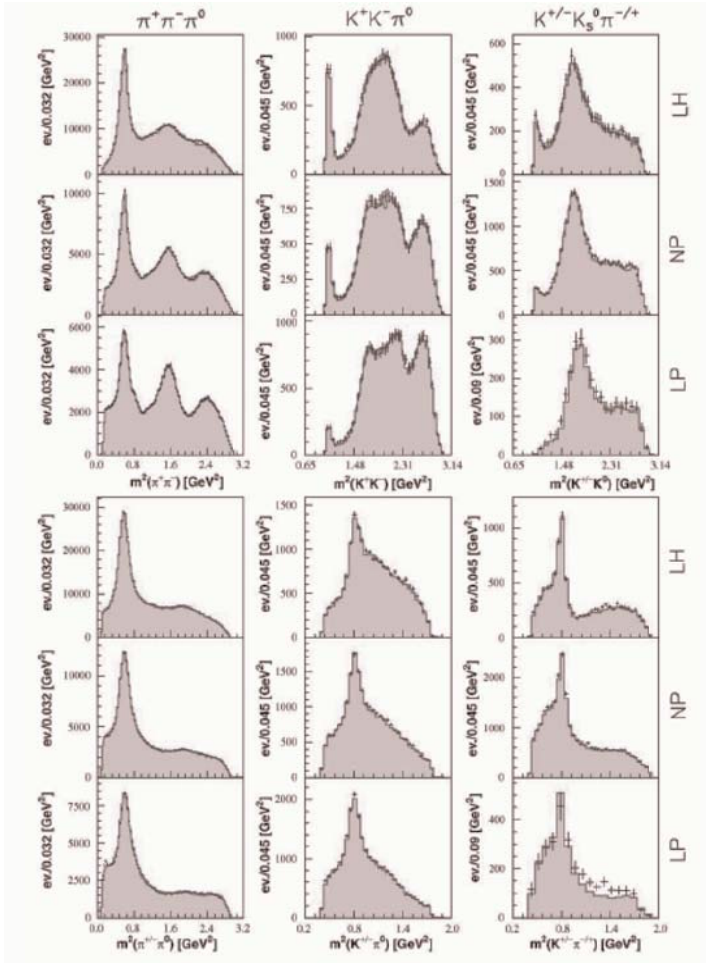 π⁺π⁻π⁰ K⁺K⁻π⁰ K⁺/⁻K_S⁰π⁻/⁺
ev./0.032 [GeV²] 30000 20000 10000 0
ev./0.045 [GeV²] 1000 500 0
ev./0.045 [GeV²] 600 400 200 0
LH
ev./0.032 [GeV²] 10000 5000 0
ev./0.045 [GeV²] 750 500 250 0
ev./0.045 [GeV²] 1500 1000 500 0
NP
ev./0.032 [GeV²] 6000 4000 2000 0
ev./0.045 [GeV²] 1000 500 0
ev./0.09 [GeV²] 300 200 100 0
LP
0.0 0.8 1.6 2.4 3.2
0.65 1.48 2.31 3.14
0.65 1.48 2.31 3.14
m²(π⁺π⁻) [GeV²] m²(K⁺K⁻) [GeV²] m²(K⁺/⁻K⁰) [GeV²]
ev./0.032 [GeV²] 30000 20000 10000 0
ev./0.045 [GeV²] 1500 1000 500 0
ev./0.045 [GeV²] 1000 500 0
LH
ev./0.032 [GeV²] 10000 5000 0
ev./0.045 [GeV²] 1500 1000 500 0
ev./0.045 [GeV²] 2000 1000 0
NP
ev./0.032 [GeV²] 7500 5000 2500 0
ev./0.045 [GeV²] 2000 1000 0
ev./0.09 [GeV²] 400 200 0
LP
0.0 0.8 1.6 2.4 3.2
0.2 0.8 1.4 2.0
0.2 0.8 1.4 2.0
m²(π⁺/⁻π⁰) [GeV²] m²(K⁺/⁻π⁰) [GeV²] m²(K⁺/⁻π⁻/⁺) [GeV²]